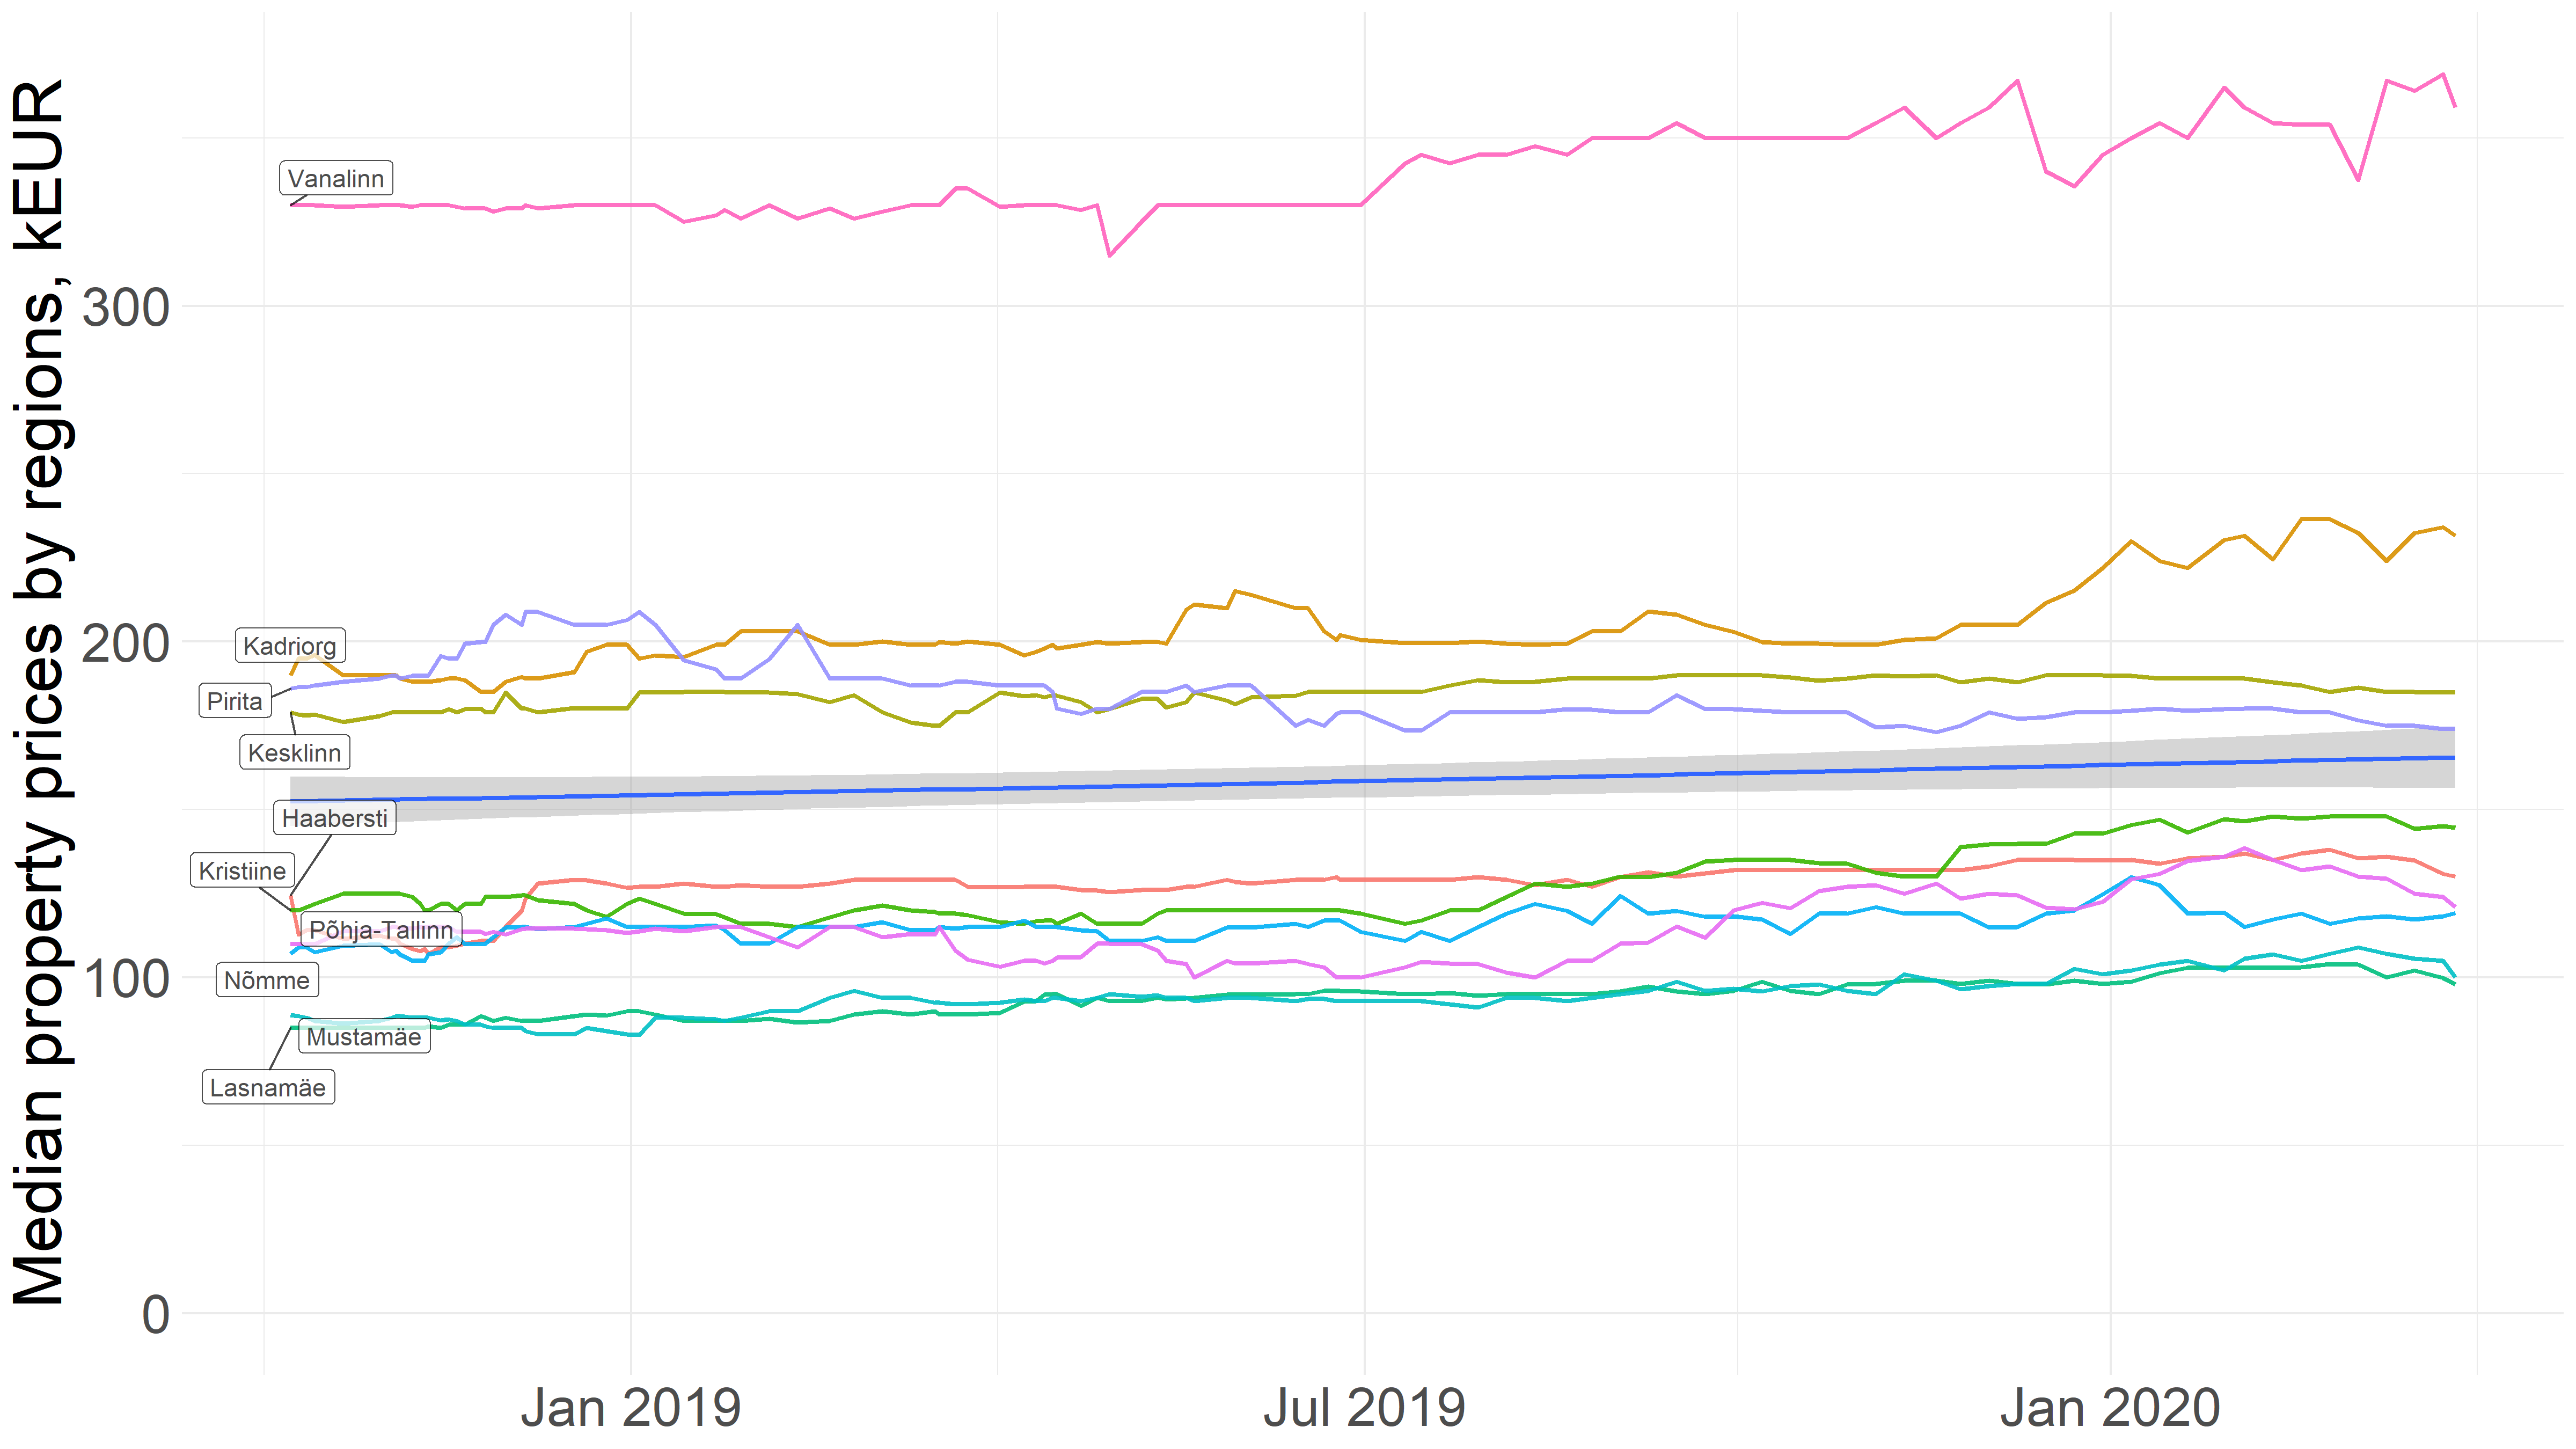 Median property prices by regions, kEUR
300
200
100
0
Vanalinn
Kadriorg
Pirita
Kesklinn
Haabersti
Kristiine
Põhja-Tallinn
Nõmme
Mustamäe
Lasnamäe
Jan 2019
Jul 2019
Jan 2020